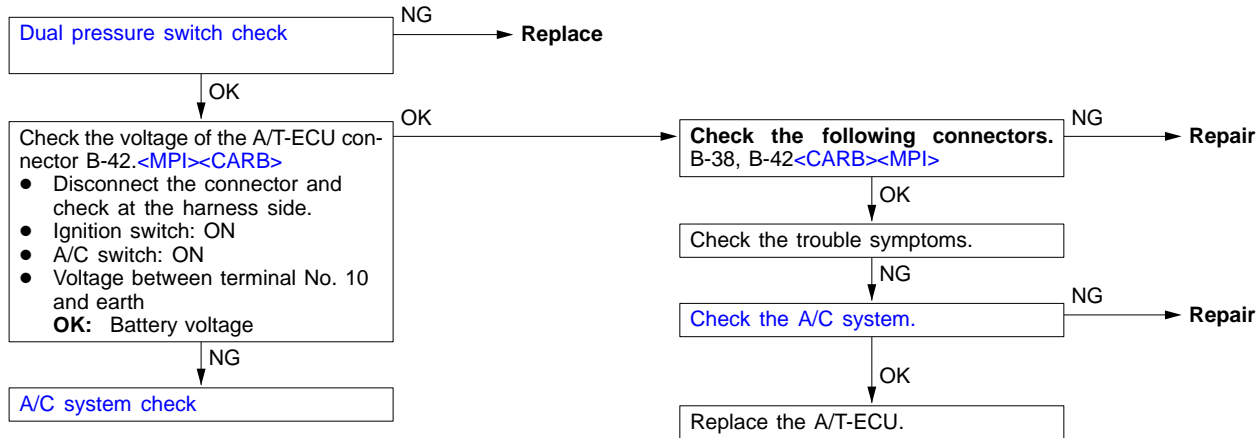 Dual pressure switch check
NG
Replace
OK
Check the voltage of the A/T-ECU con-
nector B-42.<MPI><CARB>
● Disconnect the connector and
check at the harness side.
● Ignition switch: ON
● A/C switch: ON
● Voltage between terminal No. 10
and earth
OK: Battery voltage
OK
Check the following connectors.
B-38, B-42<CARB><MPI>
NG
Repair
OK
Check the trouble symptoms.
NG
Check the A/C system.
NG
Repair
OK
Replace the A/T-ECU.
NG
A/C system check